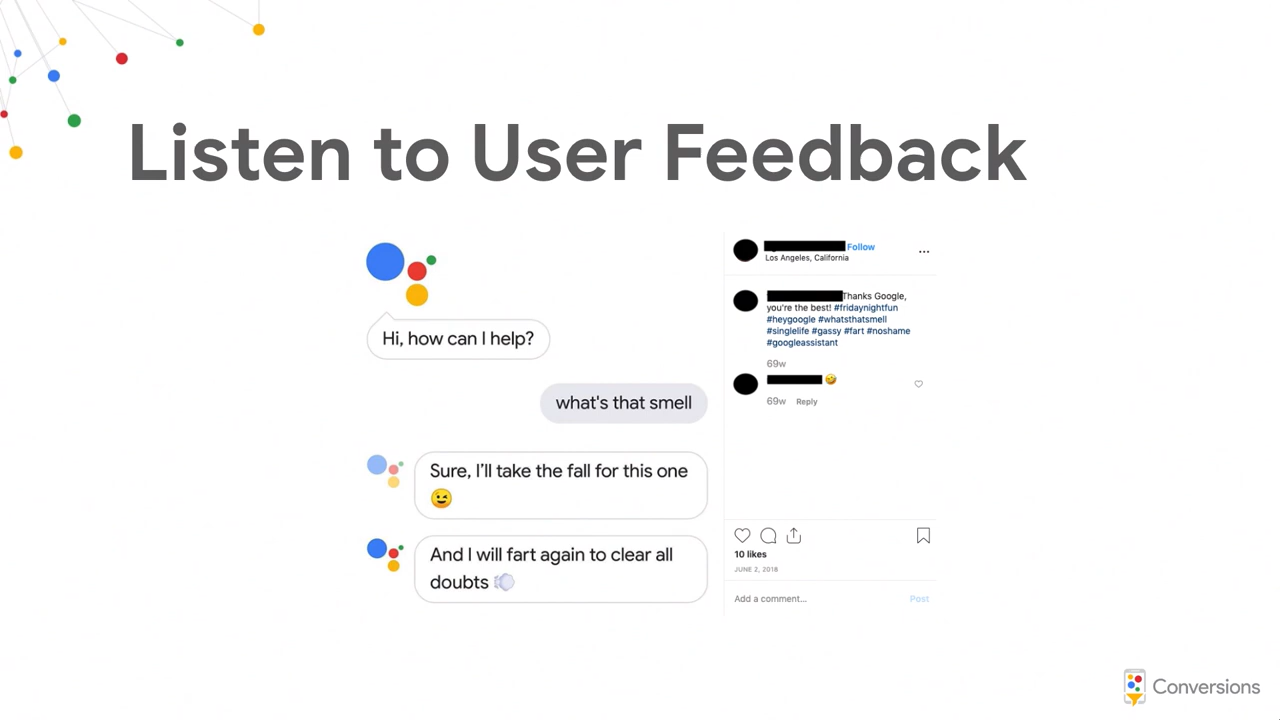 Listen to User Feedback
Hi, how can I help?
what's that smell
Sure, I'll take the fall for this one
😉
And I will fart again to clear all
doubts 💨
Follow
Los Angeles, California
...
Thanks Google,
you're the best! #fridaynightfun
#heygoogle #whatsthatsmell
#singlelife #gassy #fart #noshame
#googleassistant
69w
🤣
69w Reply
10 likes
JUNE 2, 2018
Add a comment... Post
Conversions